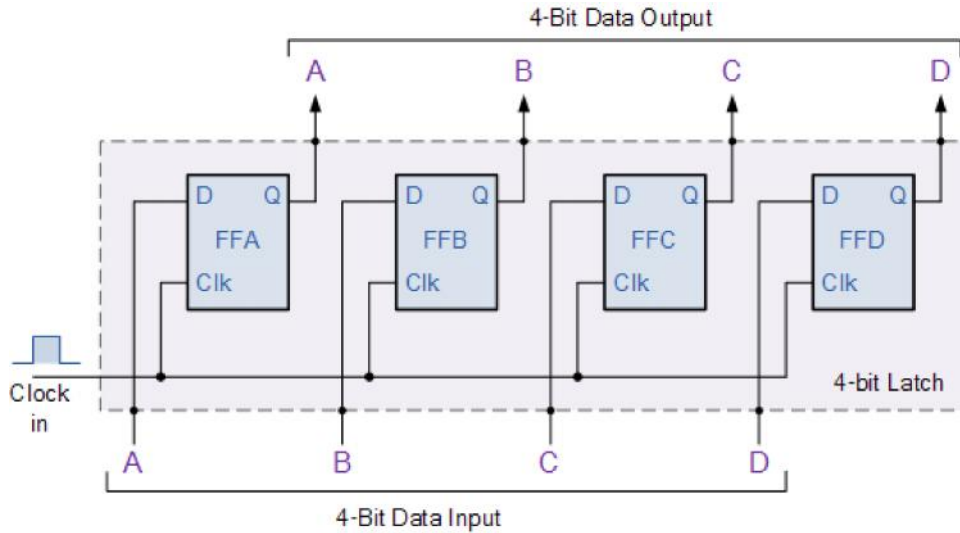 4-Bit Data Output
A B C D
D Q D Q D Q D Q
FFA FFB FFC FFD
Clk Clk Clk Clk
Clock
in
4-bit Latch
A B C D
4-Bit Data Input